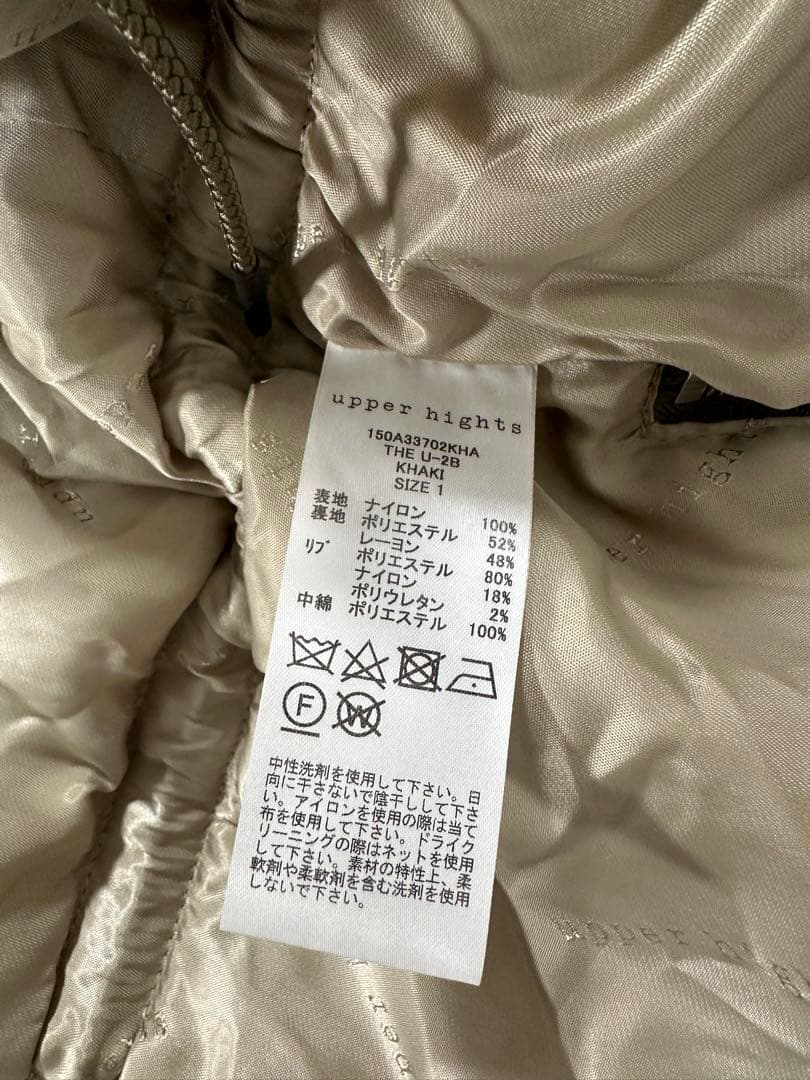 upper hights
150A33702KHA
THE U-2B
KHAKI
SIZE 1
表地 ナイロン 100%
裏地 ポリエステル 52%
レーヨン 48%
リブ ポリエステル 80%
ナイロン 18%
ポリウレタン 2%
中綿 ポリエステル 100%
F
W
中性洗剤を使用して下さい。日
向に干さないで陰干しして下さ
い。アイロンを使用の際は当て
布を使用して下さい。ドライク
リーニングの際はネットを使用
して下さい。素材の特性上、柔
軟剤や柔軟剤を含む洗剤を使用
しないで下さい。
upper h